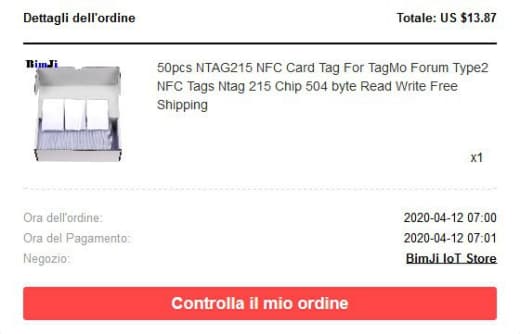 Dettagli dell'ordine Totale: US $13.87
BimJi
50pcs NTAG215 NFC Card Tag For TagMo Forum Type2
NFC Tags Ntag 215 Chip 504 byte Read Write Free
Shipping
x1
Ora dell'ordine: 2020-04-12 07:00
Ora del Pagamento: 2020-04-12 07:01
Negozio: BimJi IoT Store
Controlla il mio ordine